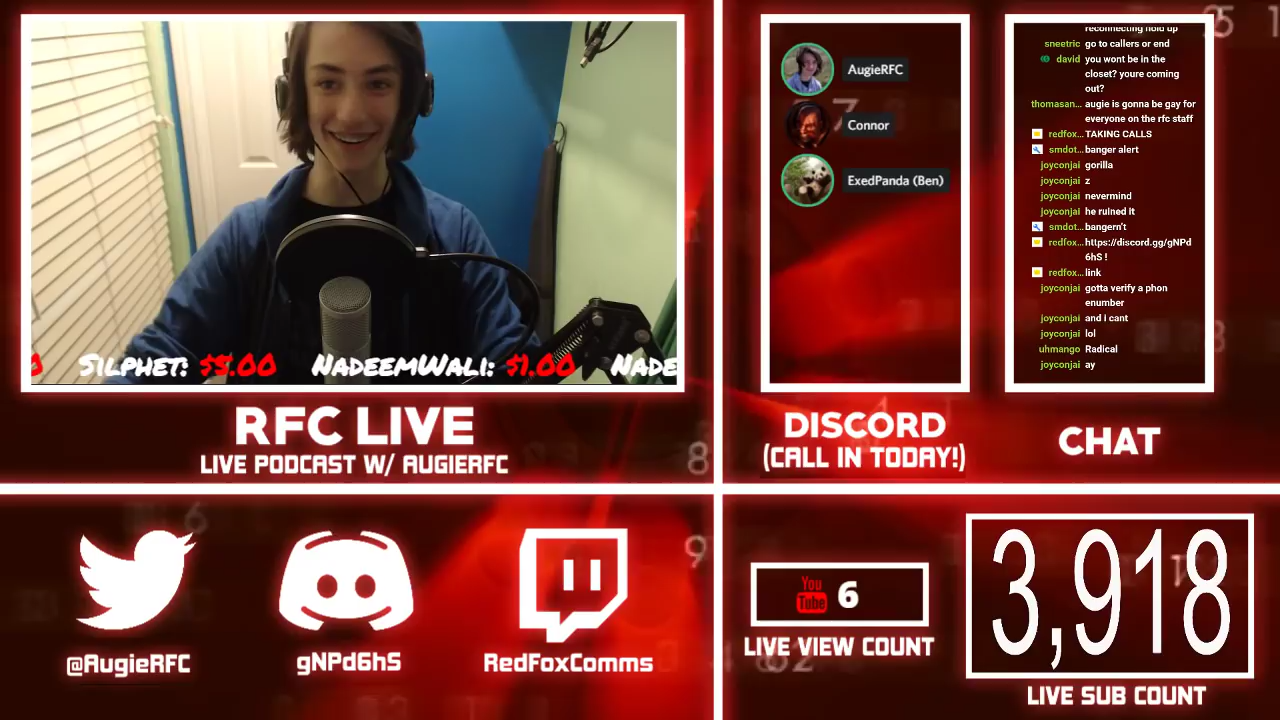 Silphet: $5.00 NadeemWali: $1.00 Nade
RFC LIVE
LIVE PODCAST W/ AUGIERFC
AugieRFC
Connor
ExedPanda (Ben)
DISCORD
(CALL IN TODAY!)
reconnecting hold up
sneetric go to callers or end
david you wont be in the
closet? youre coming
out?
thomasan... augie is gonna be gay for
everyone on the rfc staff
redfox... TAKING CALLS
smdot... banger alert
joyconjai gorilla
joyconjai z
joyconjai nevermind
joyconjai he ruined it
smdot... bangern't
redfox... https://discord.gg/gNPd
6hS !
redfox... link
joyconjai gotta verify a phon
enumber
joyconjai and i cant
joyconjai lol
uhmango Radical
joyconjai ay
CHAT
@AugieRFC
gNPd6hS
RedFoxComms
You
Tube 6
LIVE VIEW COUNT
3,918
LIVE SUB COUNT